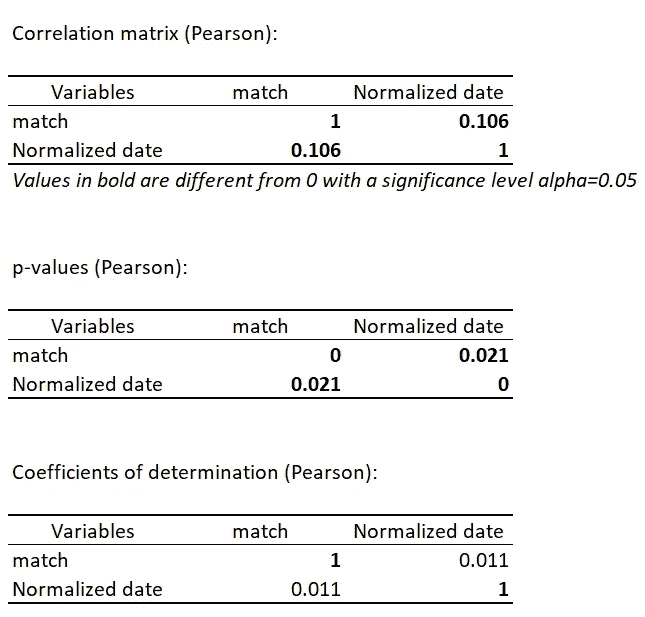 Correlation matrix (Pearson):
Variables match Normalized date
match 1 0.106
Normalized date 0.106 1
Values in bold are different from 0 with a significance level alpha=0.05
p-values (Pearson):
Variables match Normalized date
match 0 0.021
Normalized date 0.021 0
Coefficients of determination (Pearson):
Variables match Normalized date
match 1 0.011
Normalized date 0.011 1